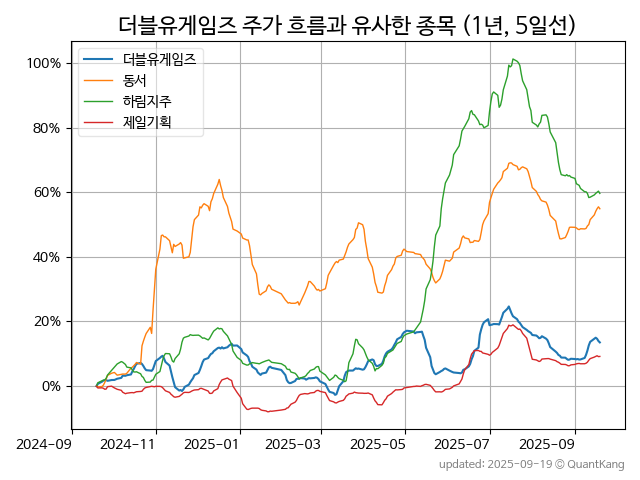 더블유게임즈 주가 흐름과 유사한 종목 (1년, 5일선)
더블유게임즈
동서
하림지주
제일기획
100%
80%
60%
40%
20%
0%
2024-09 2024-11 2025-01 2025-03 2025-05 2025-07 2025-09
updated: 2025-09-19 © QuantKang